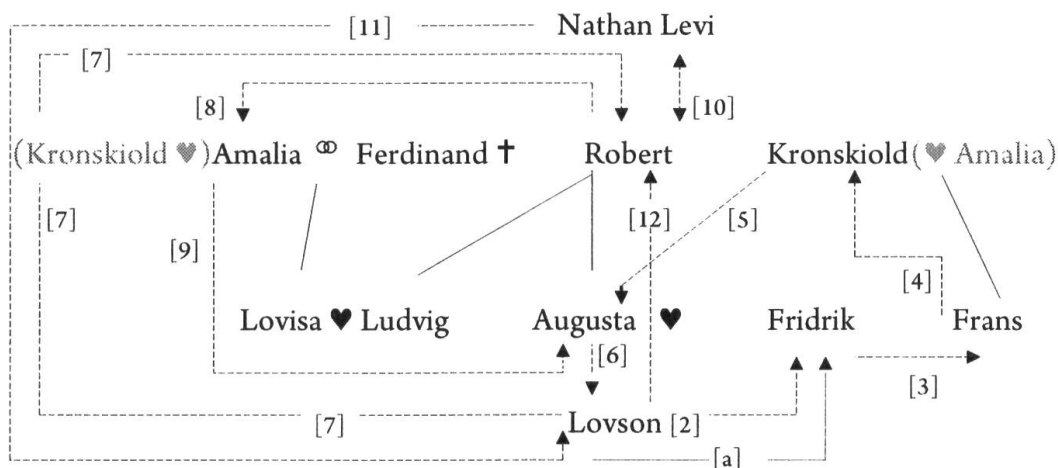 [11] Nathan Levi
[7]
[8] [10]
(Kronskiold ♥) Amalia ⚭ Ferdinand ✝ Robert Kronskiold (♥ Amalia)
[7] [12] [5]
[9]
[4]
Lovisa ♥ Ludvig Augusta ♥ Fridrik Frans
[6]
[3]
[7] Lovson [2]
[a]